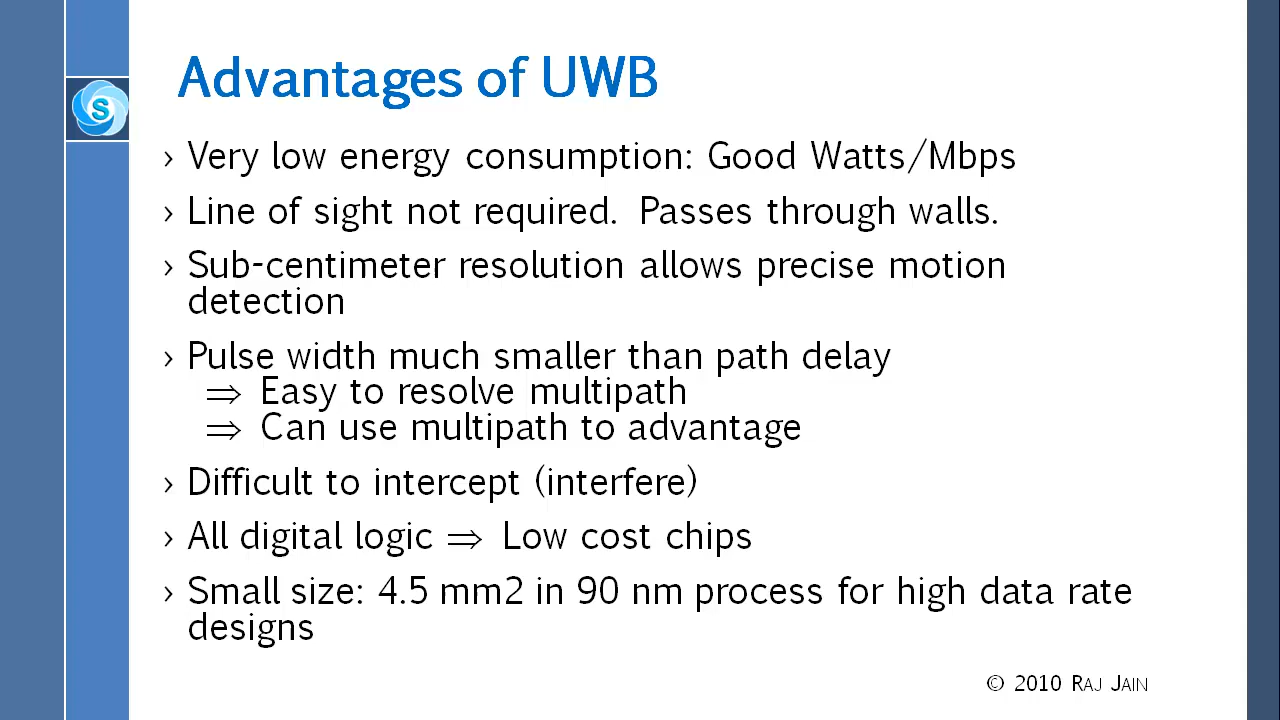 Advantages of UWB
S
› Very low energy consumption: Good Watts/Mbps
› Line of sight not required. Passes through walls.
› Sub-centimeter resolution allows precise motion
detection
› Pulse width much smaller than path delay
⇒ Easy to resolve multipath
⇒ Can use multipath to advantage
› Difficult to intercept (interfere)
› All digital logic ⇒ Low cost chips
› Small size: 4.5 mm2 in 90 nm process for high data rate
designs
© 2010 RAJ JAIN